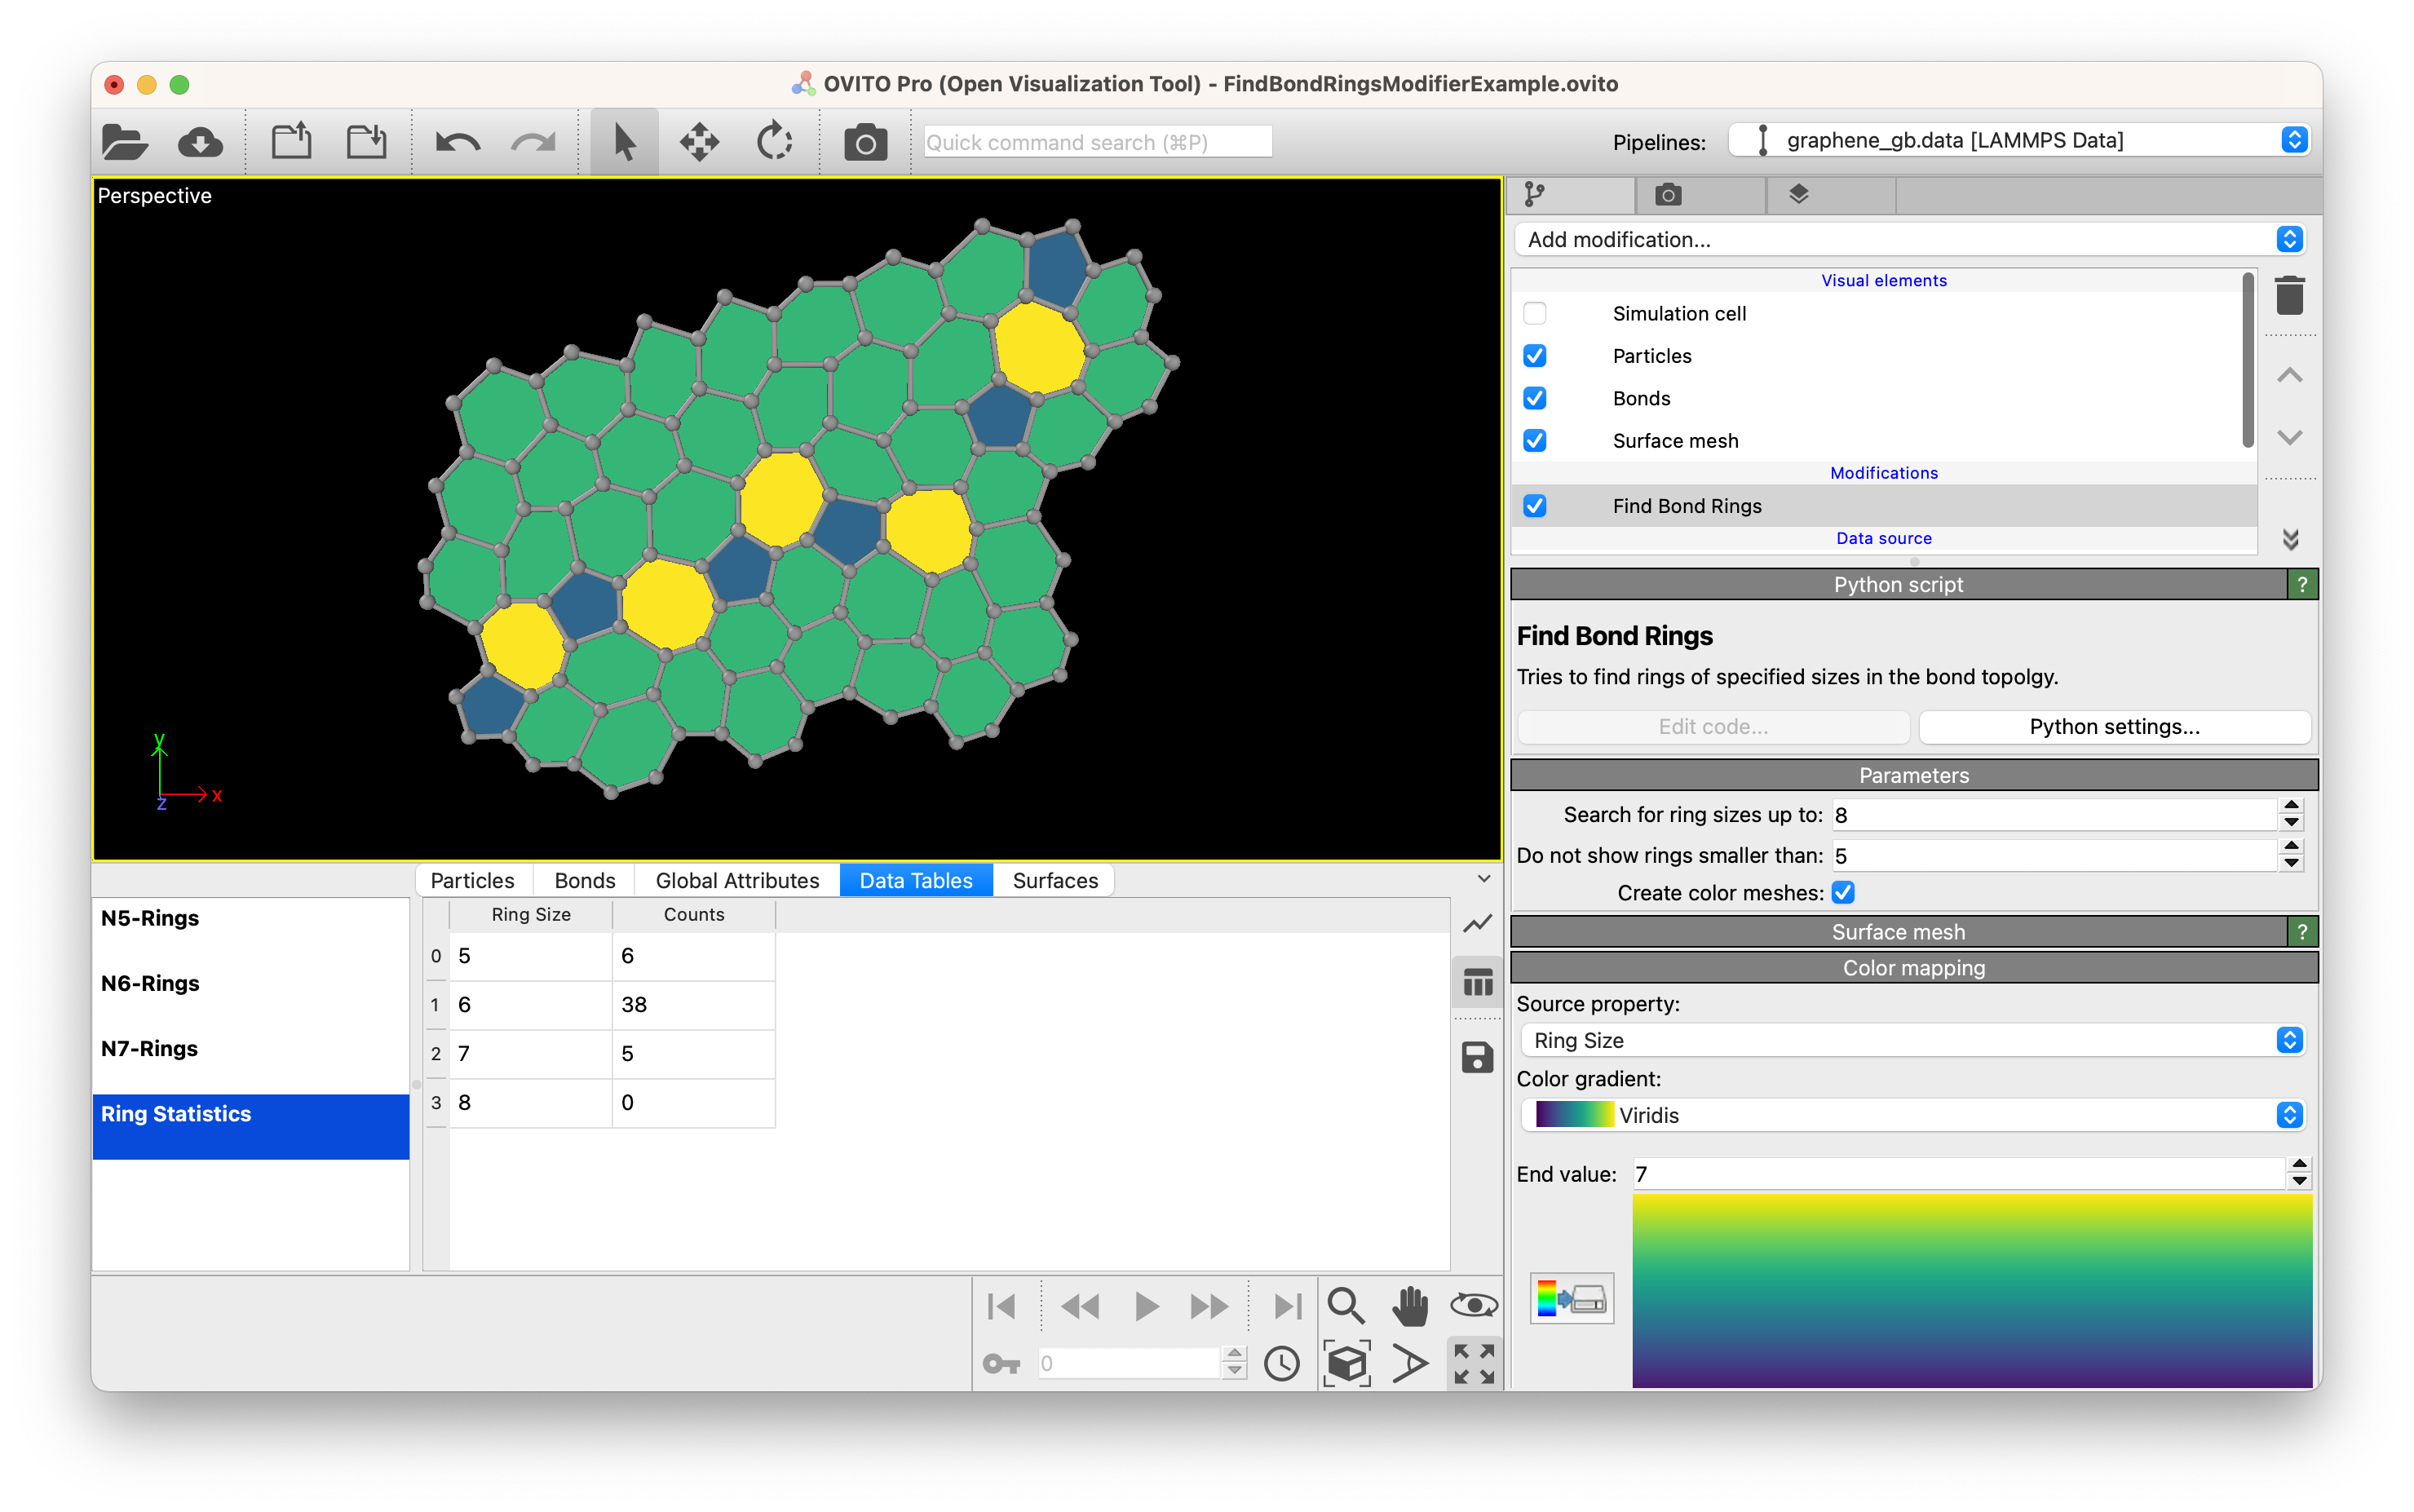 OVITO Pro (Open Visualization Tool) - FindBondRingsModifierExample.ovito
Quick command search (⌘P)
Pipelines: graphene_gb.data [LAMMPS Data]
Perspective
y
x
z
Add modification...
Visual elements
Simulation cell
Particles
Bonds
Surface mesh
Modifications
Find Bond Rings
Data source
Python script ?
Find Bond Rings
Tries to find rings of specified sizes in the bond topolgy.
Edit code... Python settings...
Parameters
Search for ring sizes up to: 8
Do not show rings smaller than: 5
Create color meshes:
Surface mesh ?
Color mapping
Source property:
Ring Size
Color gradient:
Viridis
End value: 7
Particles Bonds Global Attributes Data Tables Surfaces
N5-Rings
N6-Rings
N7-Rings
Ring Statistics
Ring Size Counts
0 5 6
1 6 38
2 7 5
3 8 0
0